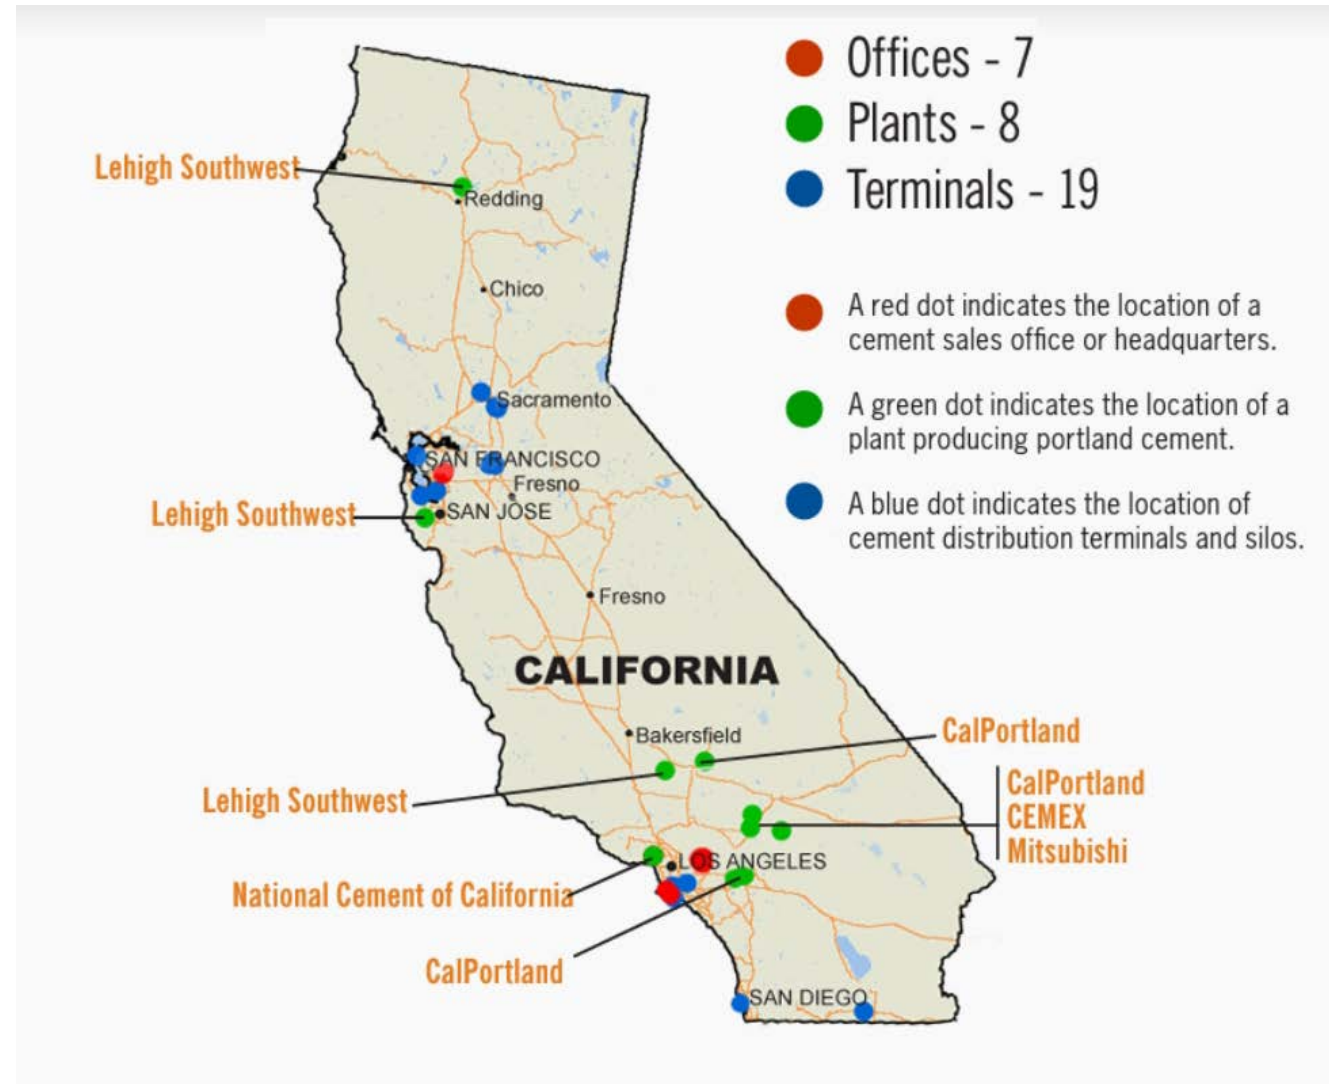 Offices - 7
Plants - 8
Terminals - 19
A red dot indicates the location of a
cement sales office or headquarters.
A green dot indicates the location of a
plant producing portland cement.
A blue dot indicates the location of
cement distribution terminals and silos.
Lehigh Southwest
Redding
Chico
Sacramento
SAN FRANCISCO
Fresno
Lehigh Southwest
SAN JOSE
Fresno
CALIFORNIA
Bakersfield
CalPortland
Lehigh Southwest
CalPortland
CEMEX
Mitsubishi
LOS ANGELES
National Cement of California
CalPortland
SAN DIEGO